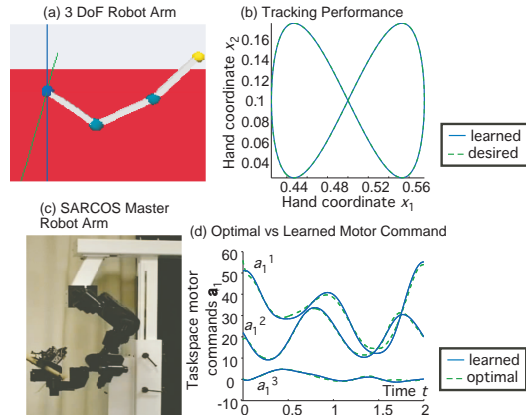 (a) 3 DoF Robot Arm
(b) Tracking Performance
Hand coordinate x2
0.16
0.14
0.12
0.1
0.08
0.06
0.04
0.44 0.48 0.52 0.56
Hand coordinate x1
learned
desired
(c) SARCOS Master
Robot Arm
(d) Optimal vs Learned Motor Command
Taskspace motor
commands a1
60
50
40
30
20
10
0
-10
a1 1
a1 2
a1 3
0 0.5 1 1.5 2
Time t
learned
optimal